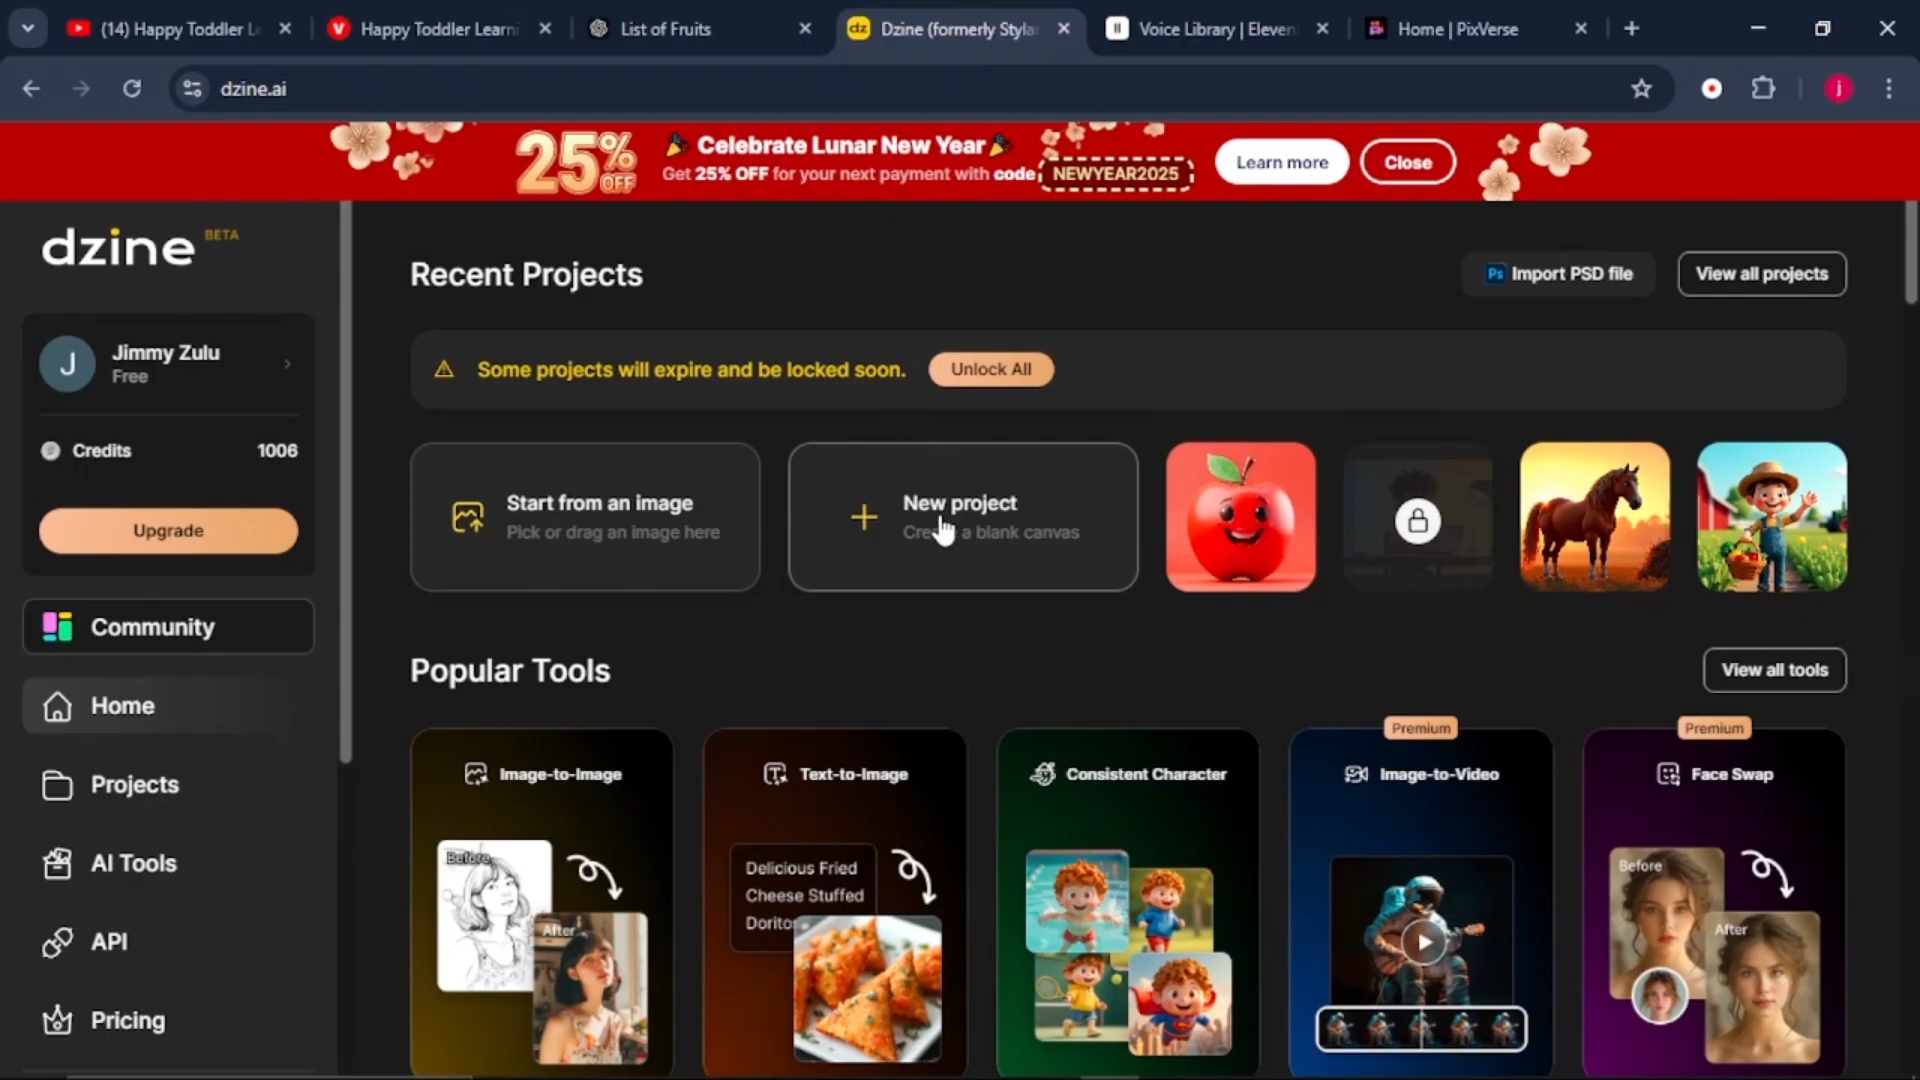 (14) Happy Toddler Le
Happy Toddler Learni
List of Fruits
dz
Dzine (formerly Stylar
Voice Library | Eleven
Home | PixVerse
dzine.ai
j
25% OFF
Celebrate Lunar New Year
Get 25% OFF for your next payment with code NEWYEAR2025
Learn more
Close
dzine BETA
J
Jimmy Zulu
Free
Credits 1006
Upgrade
Community
Home
Projects
AI Tools
API
Pricing
Recent Projects
Ps Import PSD file
View all projects
Some projects will expire and be locked soon.
Unlock All
Start from an image
Pick or drag an image here
New project
a blank canvas
Popular Tools
View all tools
Image-to-Image
Before
After
Text-to-Image
Delicious Fried
Cheese Stuffed
Consistent Character
Premium
Image-to-Video
Premium
Face Swap
Before
After